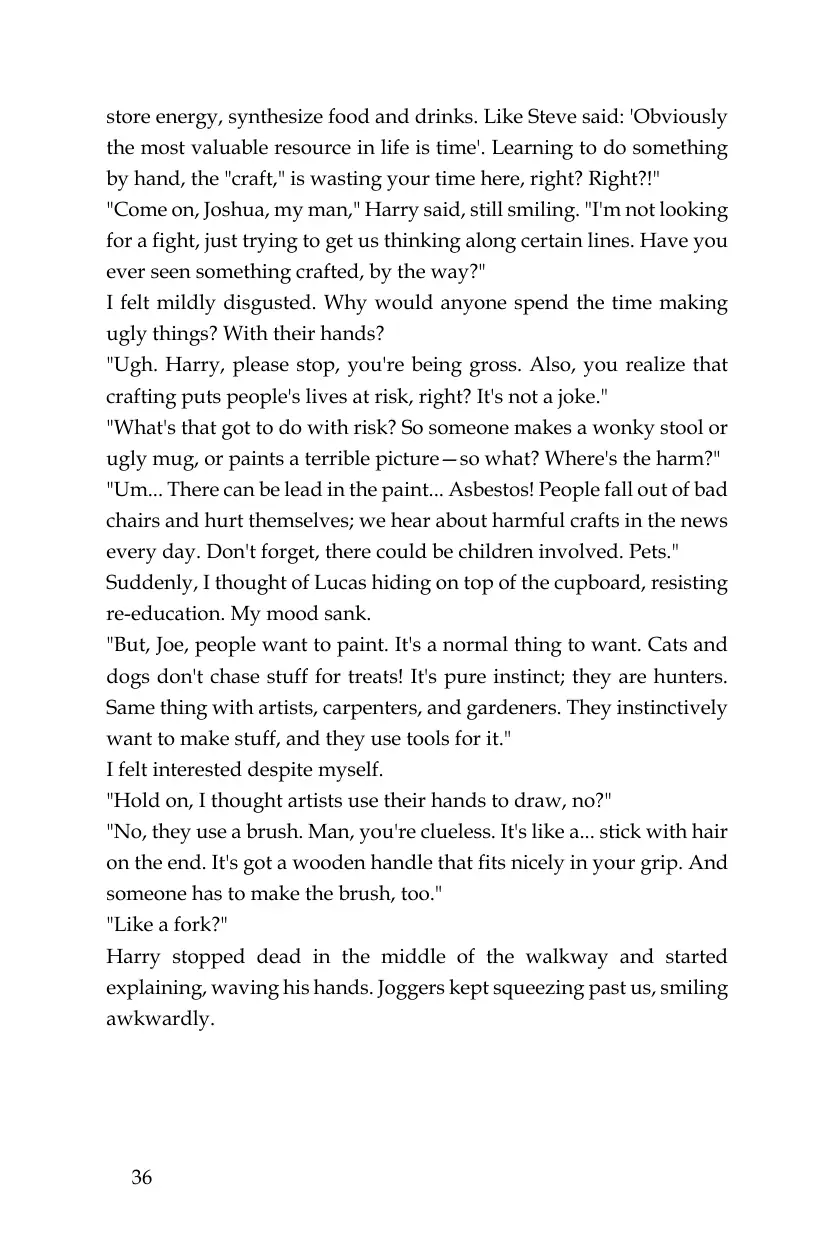 store energy, synthesize food and drinks. Like Steve said: 'Obviously
the most valuable resource in life is time'. Learning to do something
by hand, the "craft," is wasting your time here, right? Right?!"
"Come on, Joshua, my man," Harry said, still smiling. "I'm not looking
for a fight, just trying to get us thinking along certain lines. Have you
ever seen something crafted, by the way?"
I felt mildly disgusted. Why would anyone spend the time making
ugly things? With their hands?
"Ugh. Harry, please stop, you're being gross. Also, you realize that
crafting puts people's lives at risk, right? It's not a joke."
"What's that got to do with risk? So someone makes a wonky stool or
ugly mug, or paints a terrible picture—so what? Where's the harm?"
"Um... There can be lead in the paint... Asbestos! People fall out of bad
chairs and hurt themselves; we hear about harmful crafts in the news
every day. Don't forget, there could be children involved. Pets."
Suddenly, I thought of Lucas hiding on top of the cupboard, resisting
re-education. My mood sank.
"But, Joe, people want to paint. It's a normal thing to want. Cats and
dogs don't chase stuff for treats! It's pure instinct; they are hunters.
Same thing with artists, carpenters, and gardeners. They instinctively
want to make stuff, and they use tools for it."
I felt interested despite myself.
"Hold on, I thought artists use their hands to draw, no?"
"No, they use a brush. Man, you're clueless. It's like a... stick with hair
on the end. It's got a wooden handle that fits nicely in your grip. And
someone has to make the brush, too."
"Like a fork?"
Harry stopped dead in the middle of the walkway and started
explaining, waving his hands. Joggers kept squeezing past us, smiling
awkwardly.
36